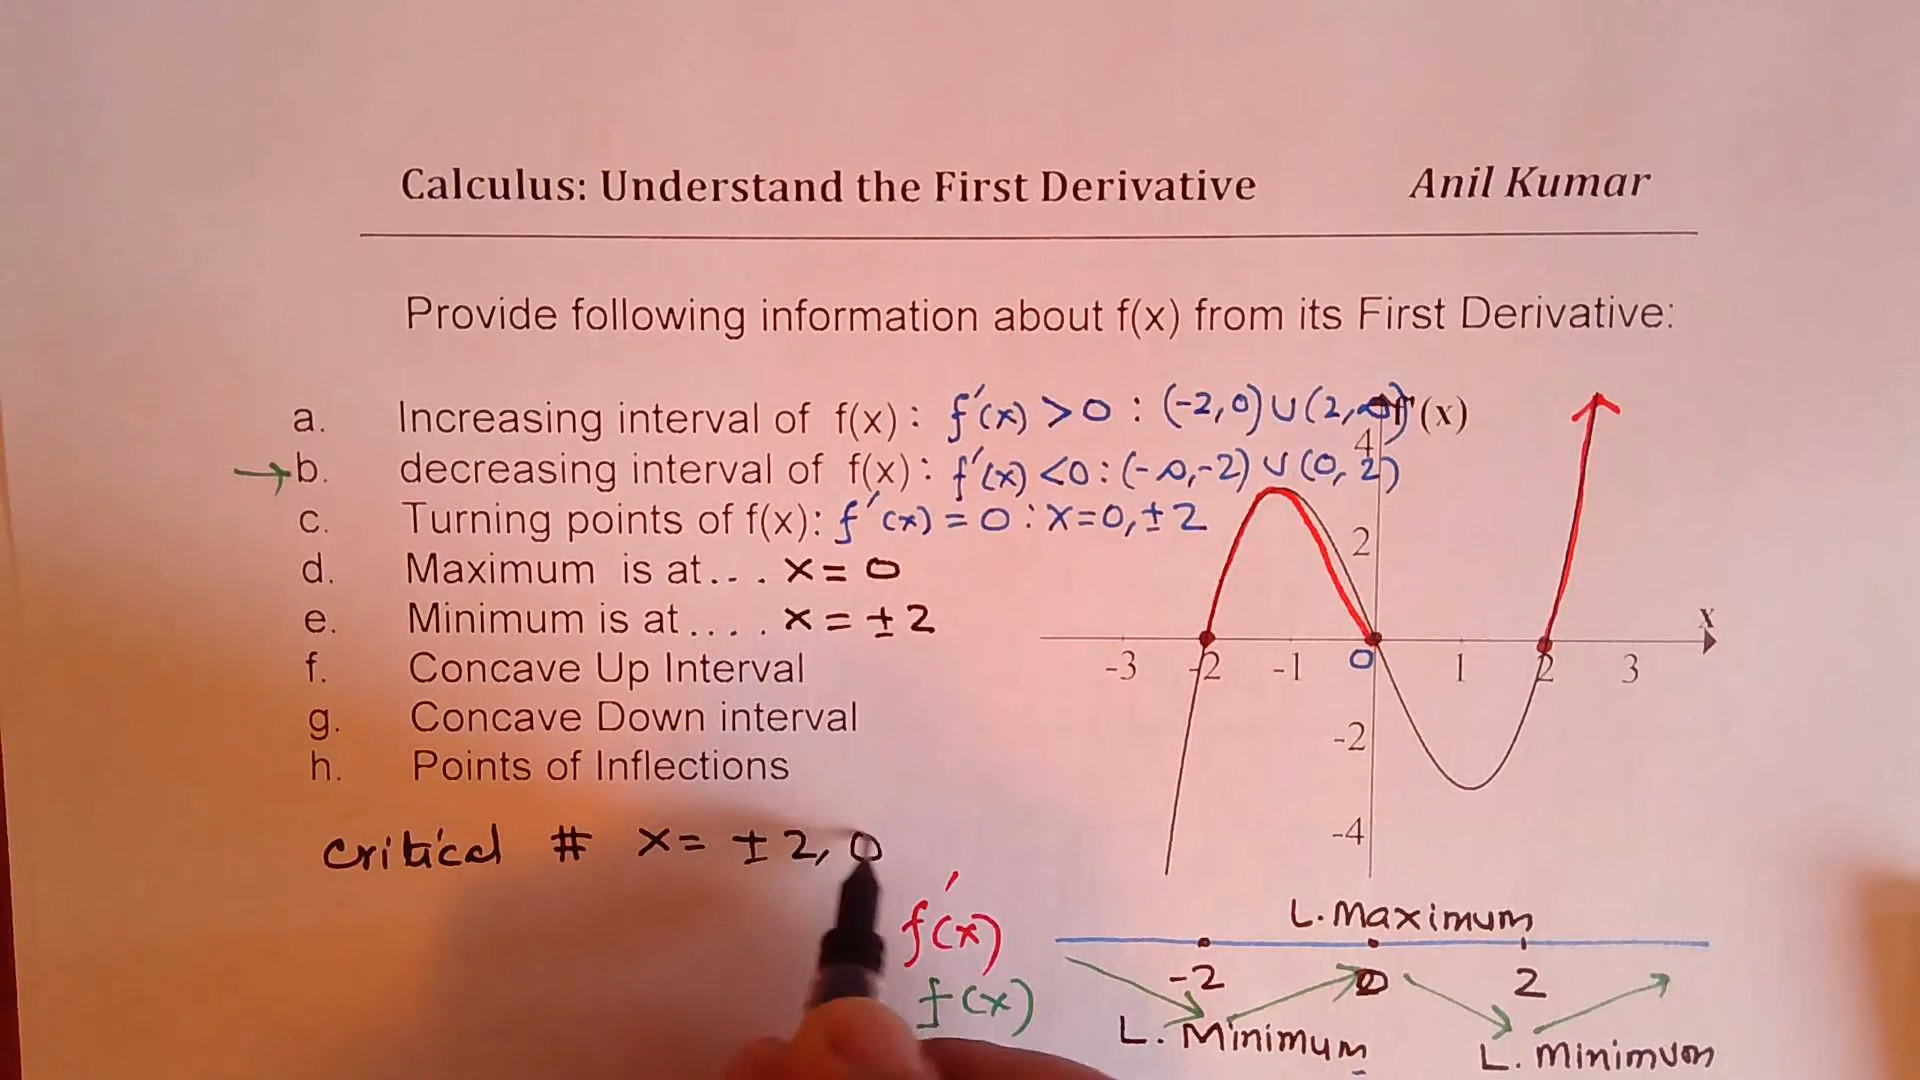 Calculus: Understand the First Derivative Anil Kumar
Provide following information about f(x) from its First Derivative:
a. Increasing interval of f(x): f'(x) > 0 : (-2, 0) ∪ (2, ∞)
b. decreasing interval of f(x): f'(x) < 0 : (-∞, -2) ∪ (0, 2)
c. Turning points of f(x): f'(x) = 0 : x = 0, ± 2
d. Maximum is at... x = 0
e. Minimum is at.... x = ± 2
f. Concave Up Interval
g. Concave Down interval
h. Points of Inflections
f'(x)
4
2
x
-3 -2 -1 0 1 2 3
-2
-4
critical # x = ± 2, 0
L. Maximum
f'(x)
-2 0 2
f(x)
L. Minimum L. minimum